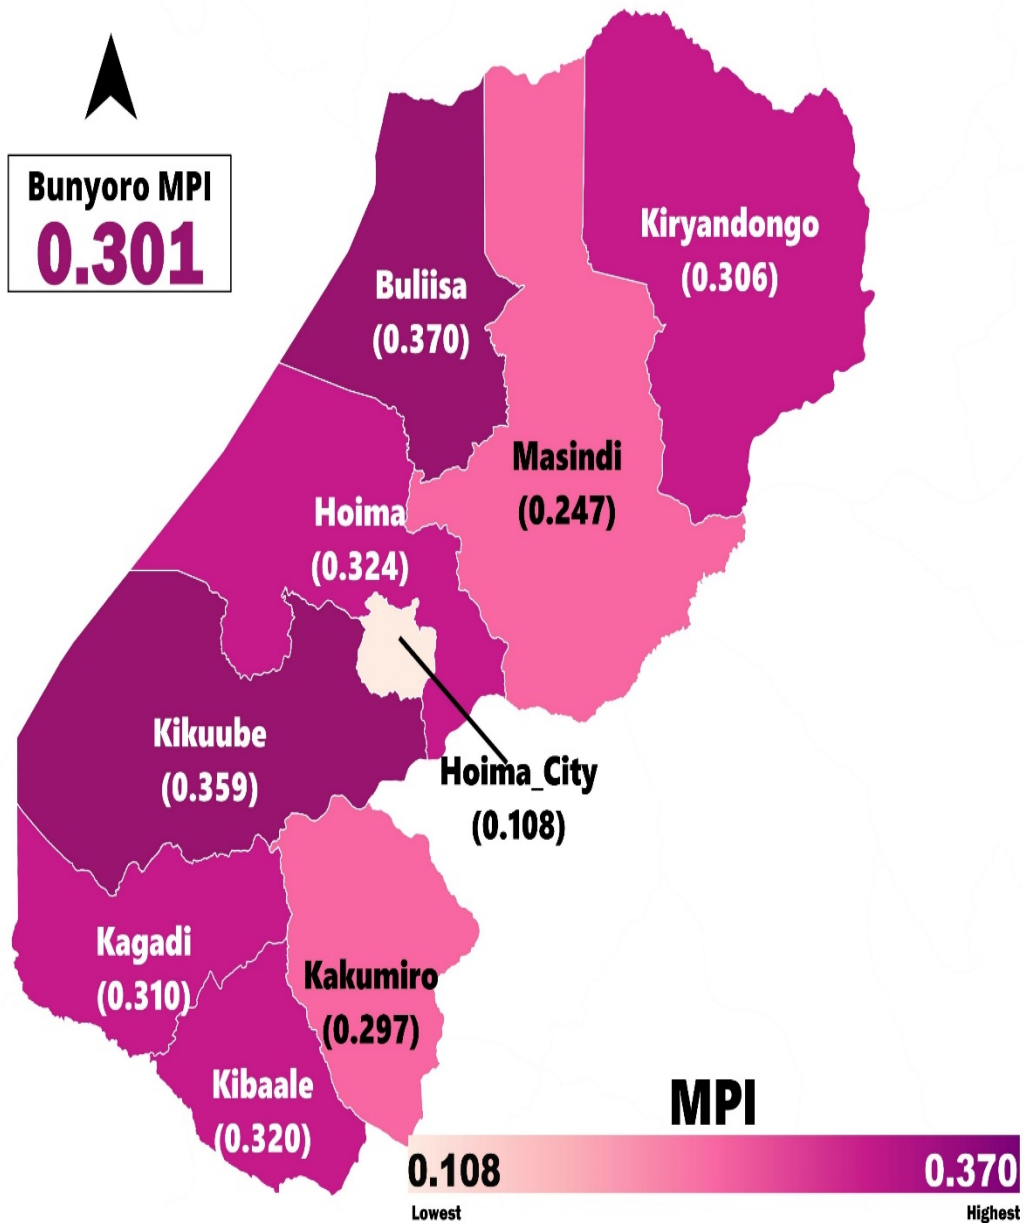 Bunyoro MPI
0.301
Kiryandongo
(0.306)
Buliisa
(0.370)
Masindi
(0.247)
Hoima
(0.324)
Kikuube
(0.359)
Hoima_City
(0.108)
Kagadi
(0.310)
Kakumiro
(0.297)
Kibaale
(0.320)
MPI
0.108
0.370
Lowest
Highest